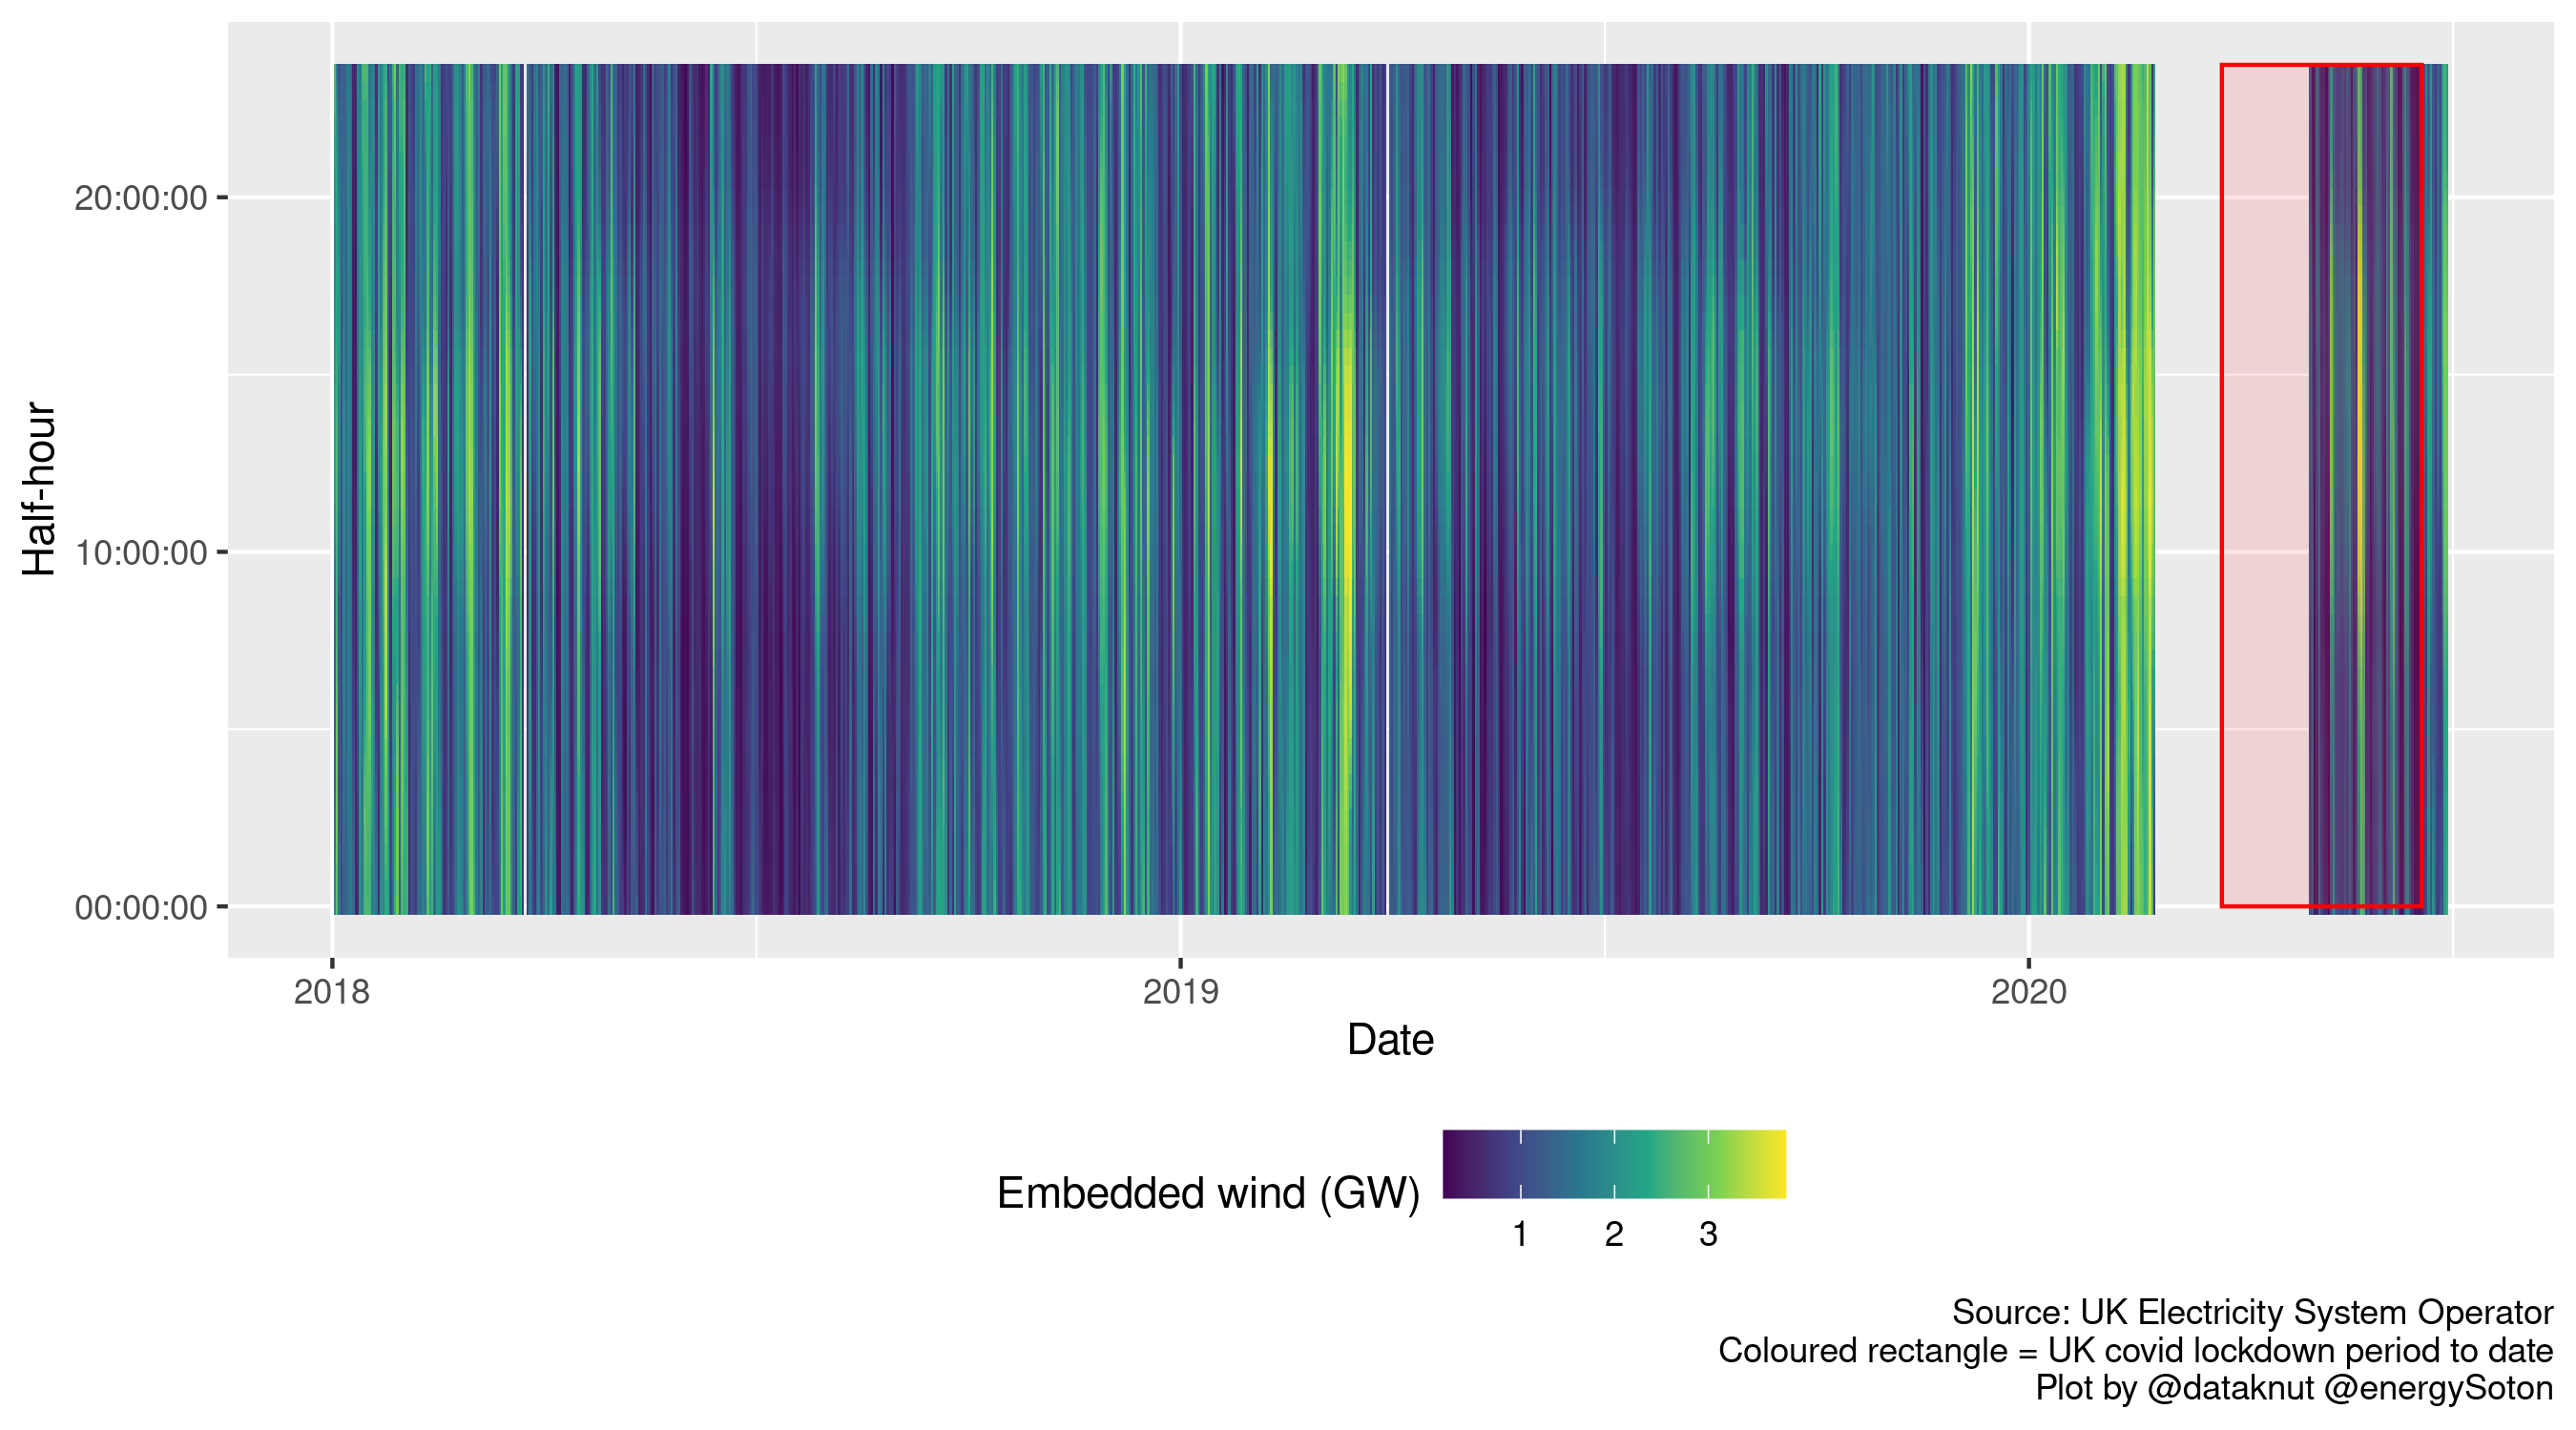 Half-hour
20:00:00
10:00:00
00:00:00
2018 2019 2020
Date
Embedded wind (GW)
1 2 3
Source: UK Electricity System Operator
Coloured rectangle = UK covid lockdown period to date
Plot by @dataknut @energySoton